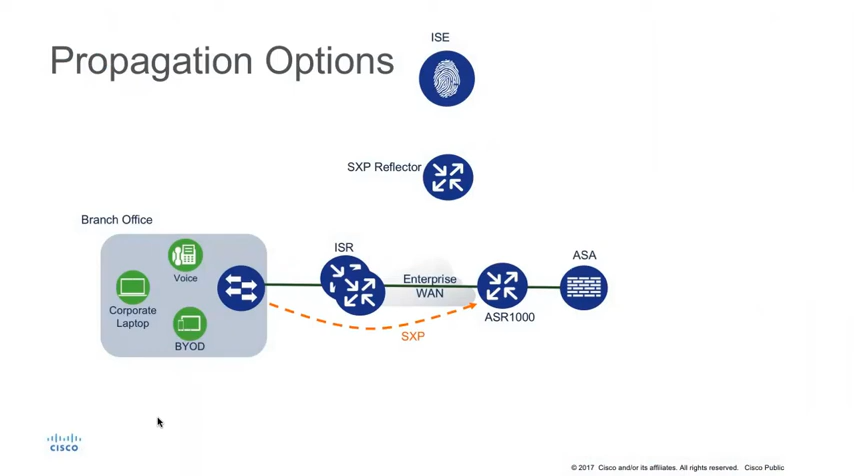 Propagation Options
ISE
SXP Reflector
Branch Office
Voice
Corporate
Laptop
BYOD
ISR
Enterprise
WAN
SXP
ASR1000
ASA
CISCO
© 2017 Cisco and/or its affiliates. All rights reserved. Cisco Public